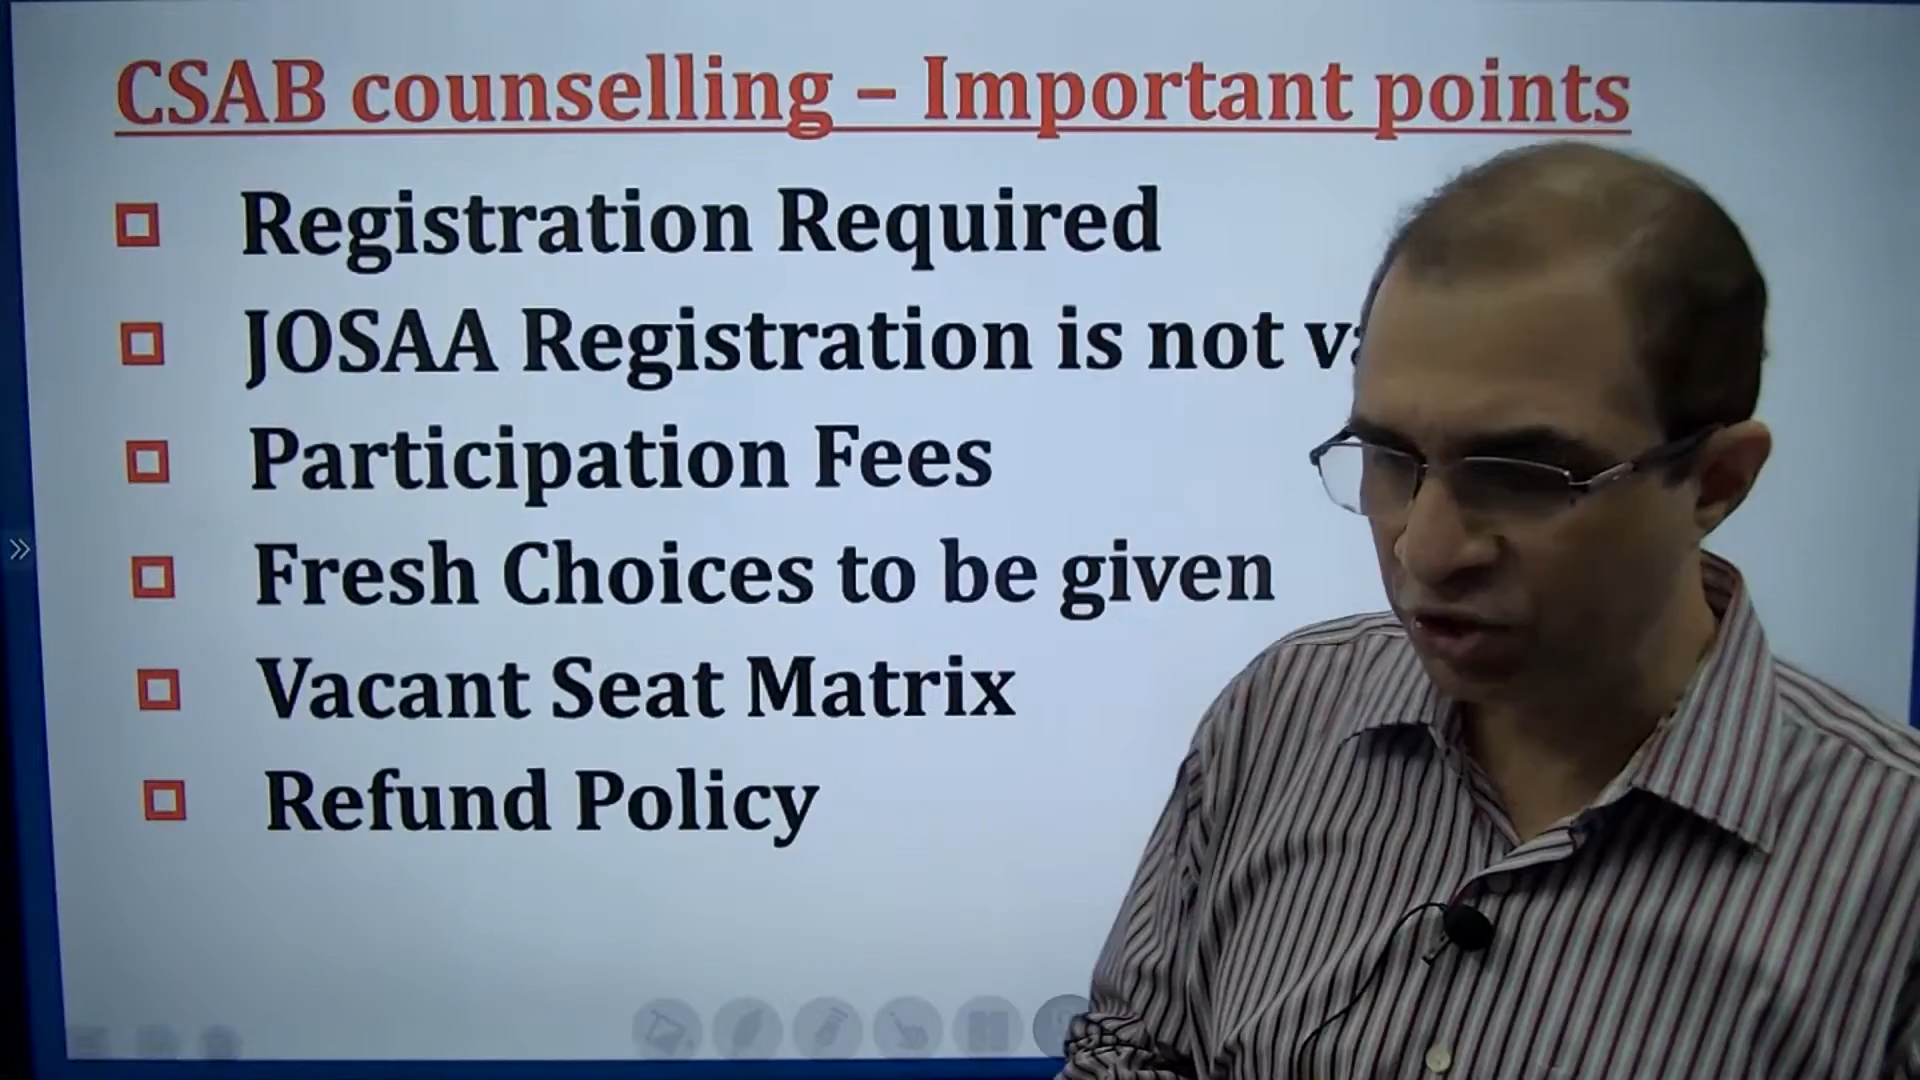 CSAB counselling – Important points
Registration Required
JOSAA Registration is not
Participation Fees
Fresh Choices to be given
Vacant Seat Matrix
Refund Policy